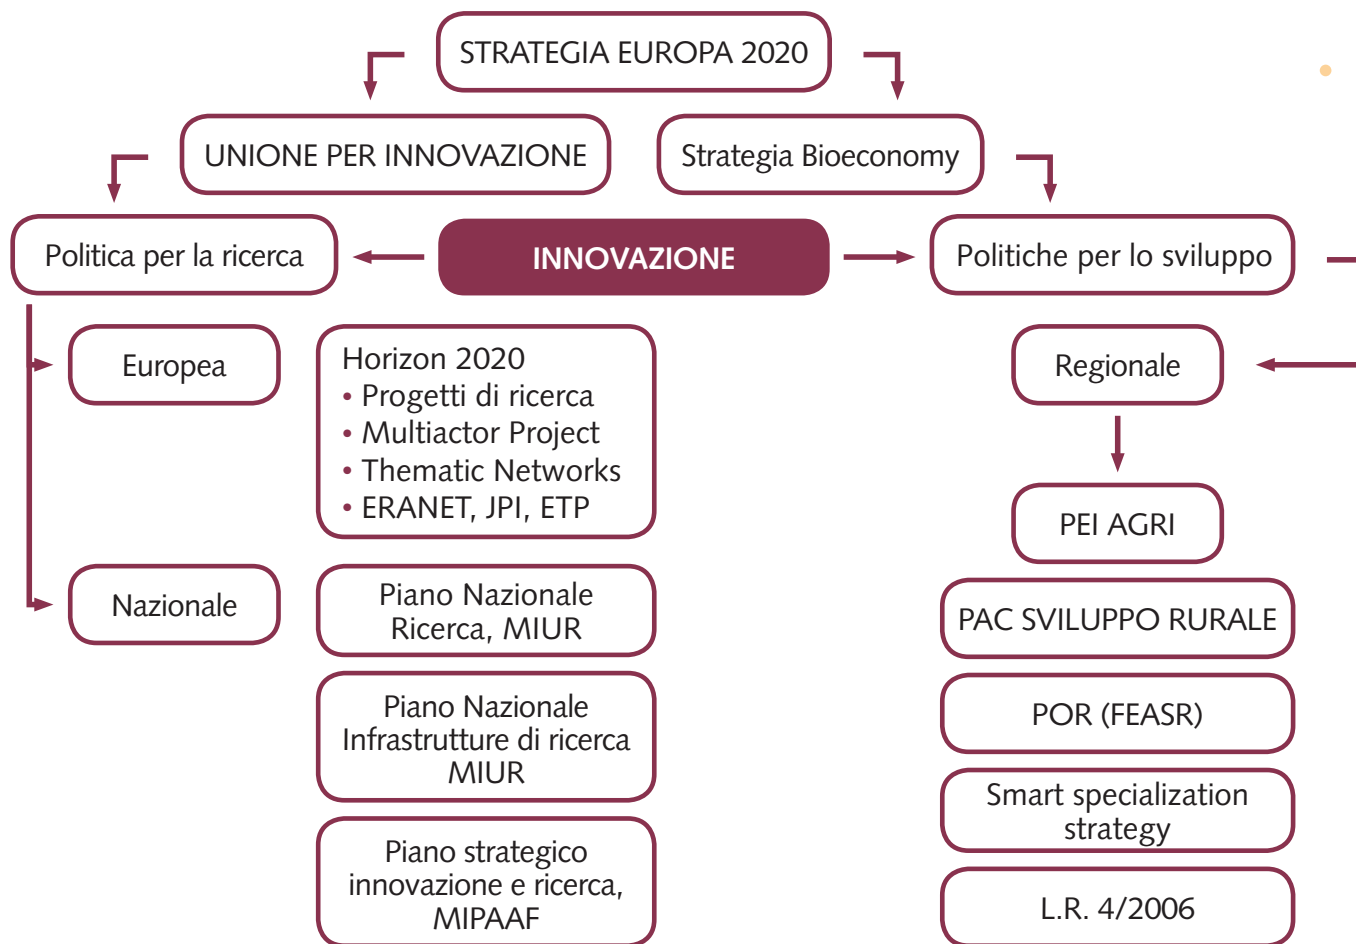 STRATEGIA EUROPA 2020
UNIONE PER INNOVAZIONE
Strategia Bioeconomy
Politica per la ricerca
INNOVAZIONE
Politiche per lo sviluppo
Europea
Horizon 2020
• Progetti di ricerca
• Multiactor Project
• Thematic Networks
• ERANET, JPI, ETP
Regionale
PEI AGRI
Nazionale
Piano Nazionale
Ricerca, MIUR
PAC SVILUPPO RURALE
Piano Nazionale
Infrastrutture di ricerca
MIUR
POR (FEASR)
Smart specialization
strategy
Piano strategico
innovazione e ricerca,
MIPAAF
L.R. 4/2006